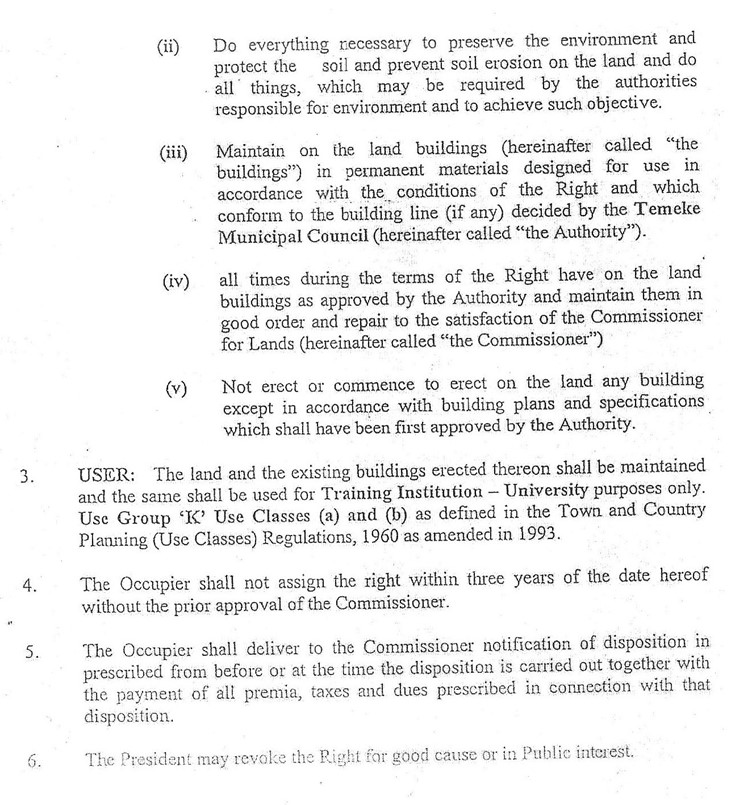 (ii) Do everything necessary to preserve the environment and
protect the soil and prevent soil erosion on the land and do
all things, which may be required by the authorities
responsible for environment and to achieve such objective.
(iii) Maintain on the land buildings (hereinafter called “the
buildings”) in permanent materials designed for use in
accordance with the conditions of the Right and which
conform to the building line (if any) decided by the Temeke
Municipal Council (hereinafter called “the Authority”).
(iv) all times during the terms of the Right have on the land
buildings as approved by the Authority and maintain them in
good order and repair to the satisfaction of the Commissioner
for Lands (hereinafter called “the Commissioner”)
(v) Not erect or commence to erect on the land any building
except in accordance with building plans and specifications
which shall have been first approved by the Authority.
3. USER: The land and the existing buildings erected thereon shall be maintained
and the same shall be used for Training Institution – University purposes only.
Use Group ‘K’ Use Classes (a) and (b) as defined in the Town and Country
Planning (Use Classes) Regulations, 1960 as amended in 1993.
4. The Occupier shall not assign the right within three years of the date hereof
without the prior approval of the Commissioner.
5. The Occupier shall deliver to the Commissioner notification of disposition in
prescribed from before or at the time the disposition is carried out together with
the payment of all premia, taxes and dues prescribed in connection with that
disposition.
6. The President may revoke the Right for good cause or in Public interest.